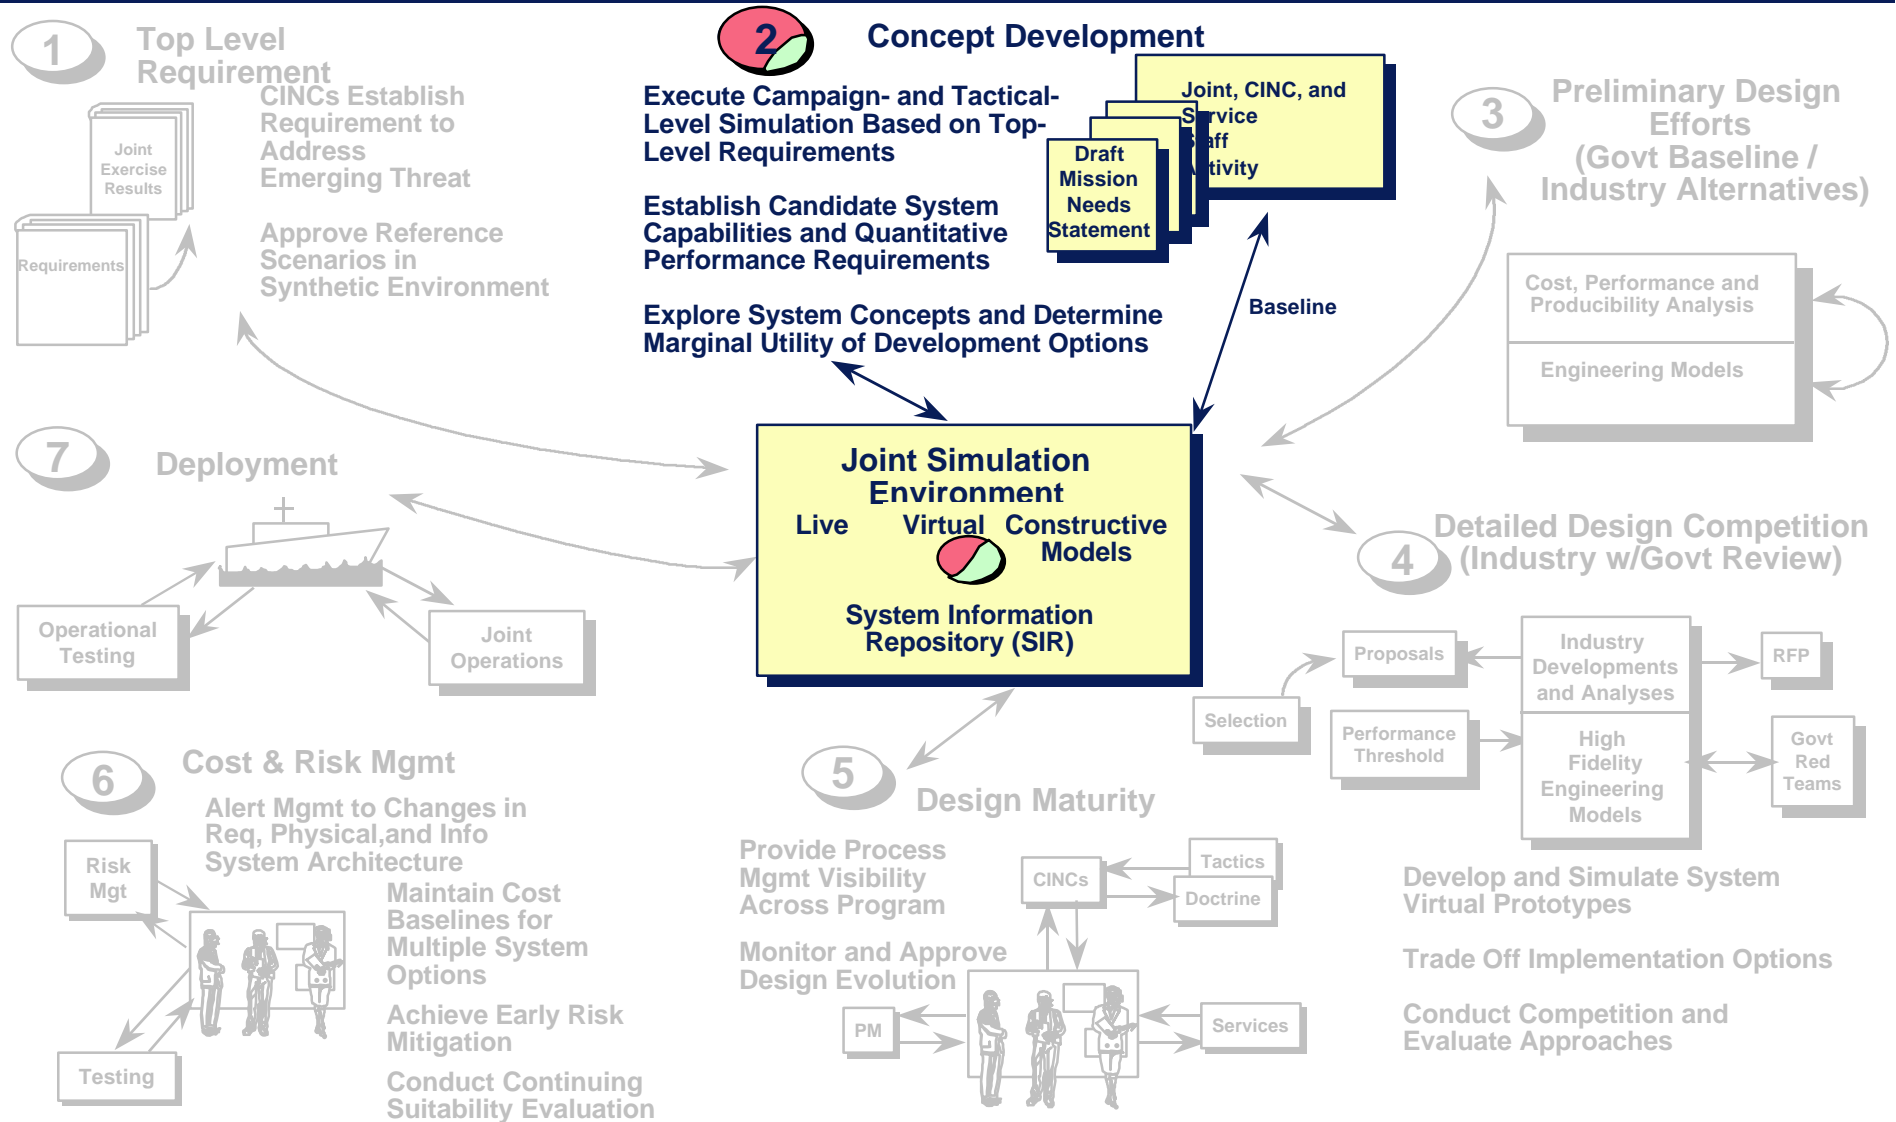 1
Top Level
Requirement
CINCs Establish
Requirement to
Address
Emerging Threat
Approve Reference
Scenarios in
Synthetic Environment
Joint
Exercise
Results
Requirements
2
Concept Development
Execute Campaign- and Tactical-
Level Simulation Based on Top-
Level Requirements
Establish Candidate System
Capabilities and Quantitative
Performance Requirements
Explore System Concepts and Determine
Marginal Utility of Development Options
Joint, CINC, and
Service
Staff
Activity
Draft
Mission
Needs
Statement
Baseline
3
Preliminary Design
Efforts
(Govt Baseline /
Industry Alternatives)
Cost, Performance and
Producibility Analysis
Engineering Models
Joint Simulation
Environment
Live
Virtual
Constructive
Models
System Information
Repository (SIR)
7
Deployment
Operational
Testing
Joint
Operations
4
Detailed Design Competition
(Industry w/Govt Review)
Proposals
Selection
Performance
Threshold
Industry
Developments
and Analyses
High
Fidelity
Engineering
Models
RFP
Govt
Red
Teams
Develop and Simulate System
Virtual Prototypes
Trade Off Implementation Options
Conduct Competition and
Evaluate Approaches
6
Cost & Risk Mgmt
Alert Mgmt to Changes in
Req, Physical,and Info
System Architecture
Risk
Mgt
Maintain Cost
Baselines for
Multiple System
Options
Achieve Early Risk
Mitigation
Conduct Continuing
Suitability Evaluation
Testing
5
Design Maturity
Provide Process
Mgmt Visibility
Across Program
Monitor and Approve
Design Evolution
CINCs
Tactics
Doctrine
PM
Services